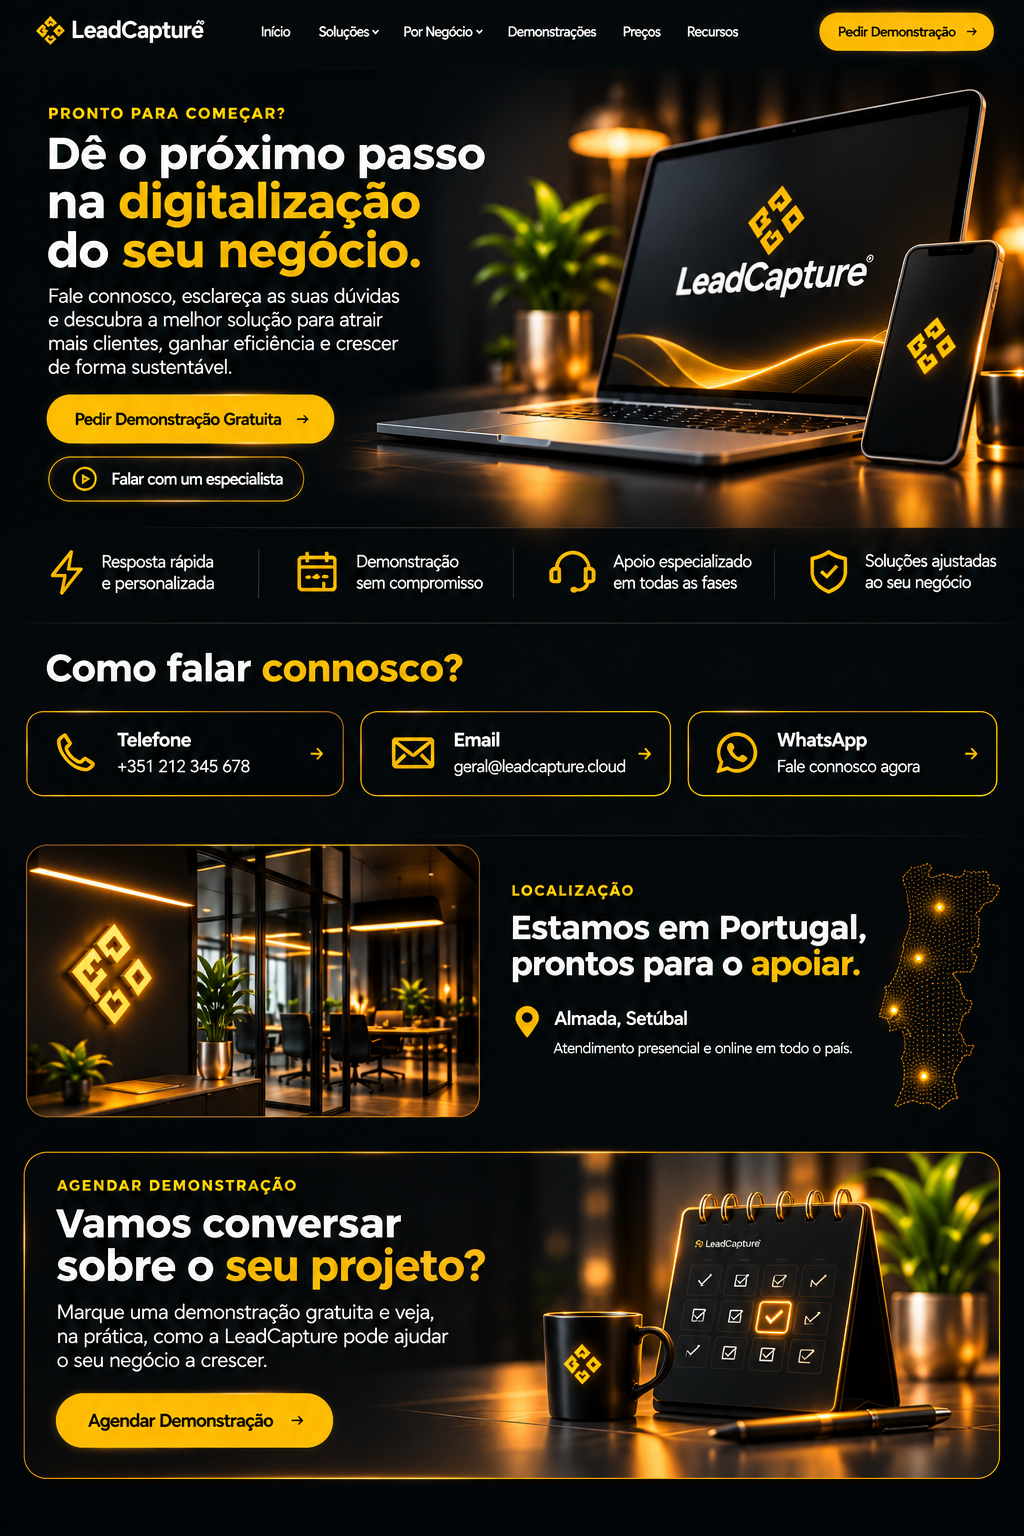 LeadCapture®
Início
Soluções
Por Negócio
Demonstrações
Preços
Recursos
Pedir Demonstração
PRONTO PARA COMEÇAR?
Dê o próximo passo
na digitalização
do seu negócio.
Fale connosco, esclareça as suas dúvidas
e descubra a melhor solução para atrair
mais clientes, ganhar eficiência e crescer
de forma sustentável.
Pedir Demonstração Gratuita
Falar com um especialista
LeadCapture®
Resposta rápida
e personalizada
Demonstração
sem compromisso
Apoio especializado
em todas as fases
Soluções ajustadas
ao seu negócio
Como falar connosco?
Telefone
+351 212 345 678
Email
geral@leadcapture.cloud
WhatsApp
Fale connosco agora
LOCALIZAÇÃO
Estamos em Portugal,
prontos para o apoiar.
Almada, Setúbal
Atendimento presencial e online em todo o país.
AGENDAR DEMONSTRAÇÃO
Vamos conversar
sobre o seu projeto?
Marque uma demonstração gratuita e veja,
na prática, como a LeadCapture pode ajudar
o seu negócio a crescer.
Agendar Demonstração
LeadCapture®